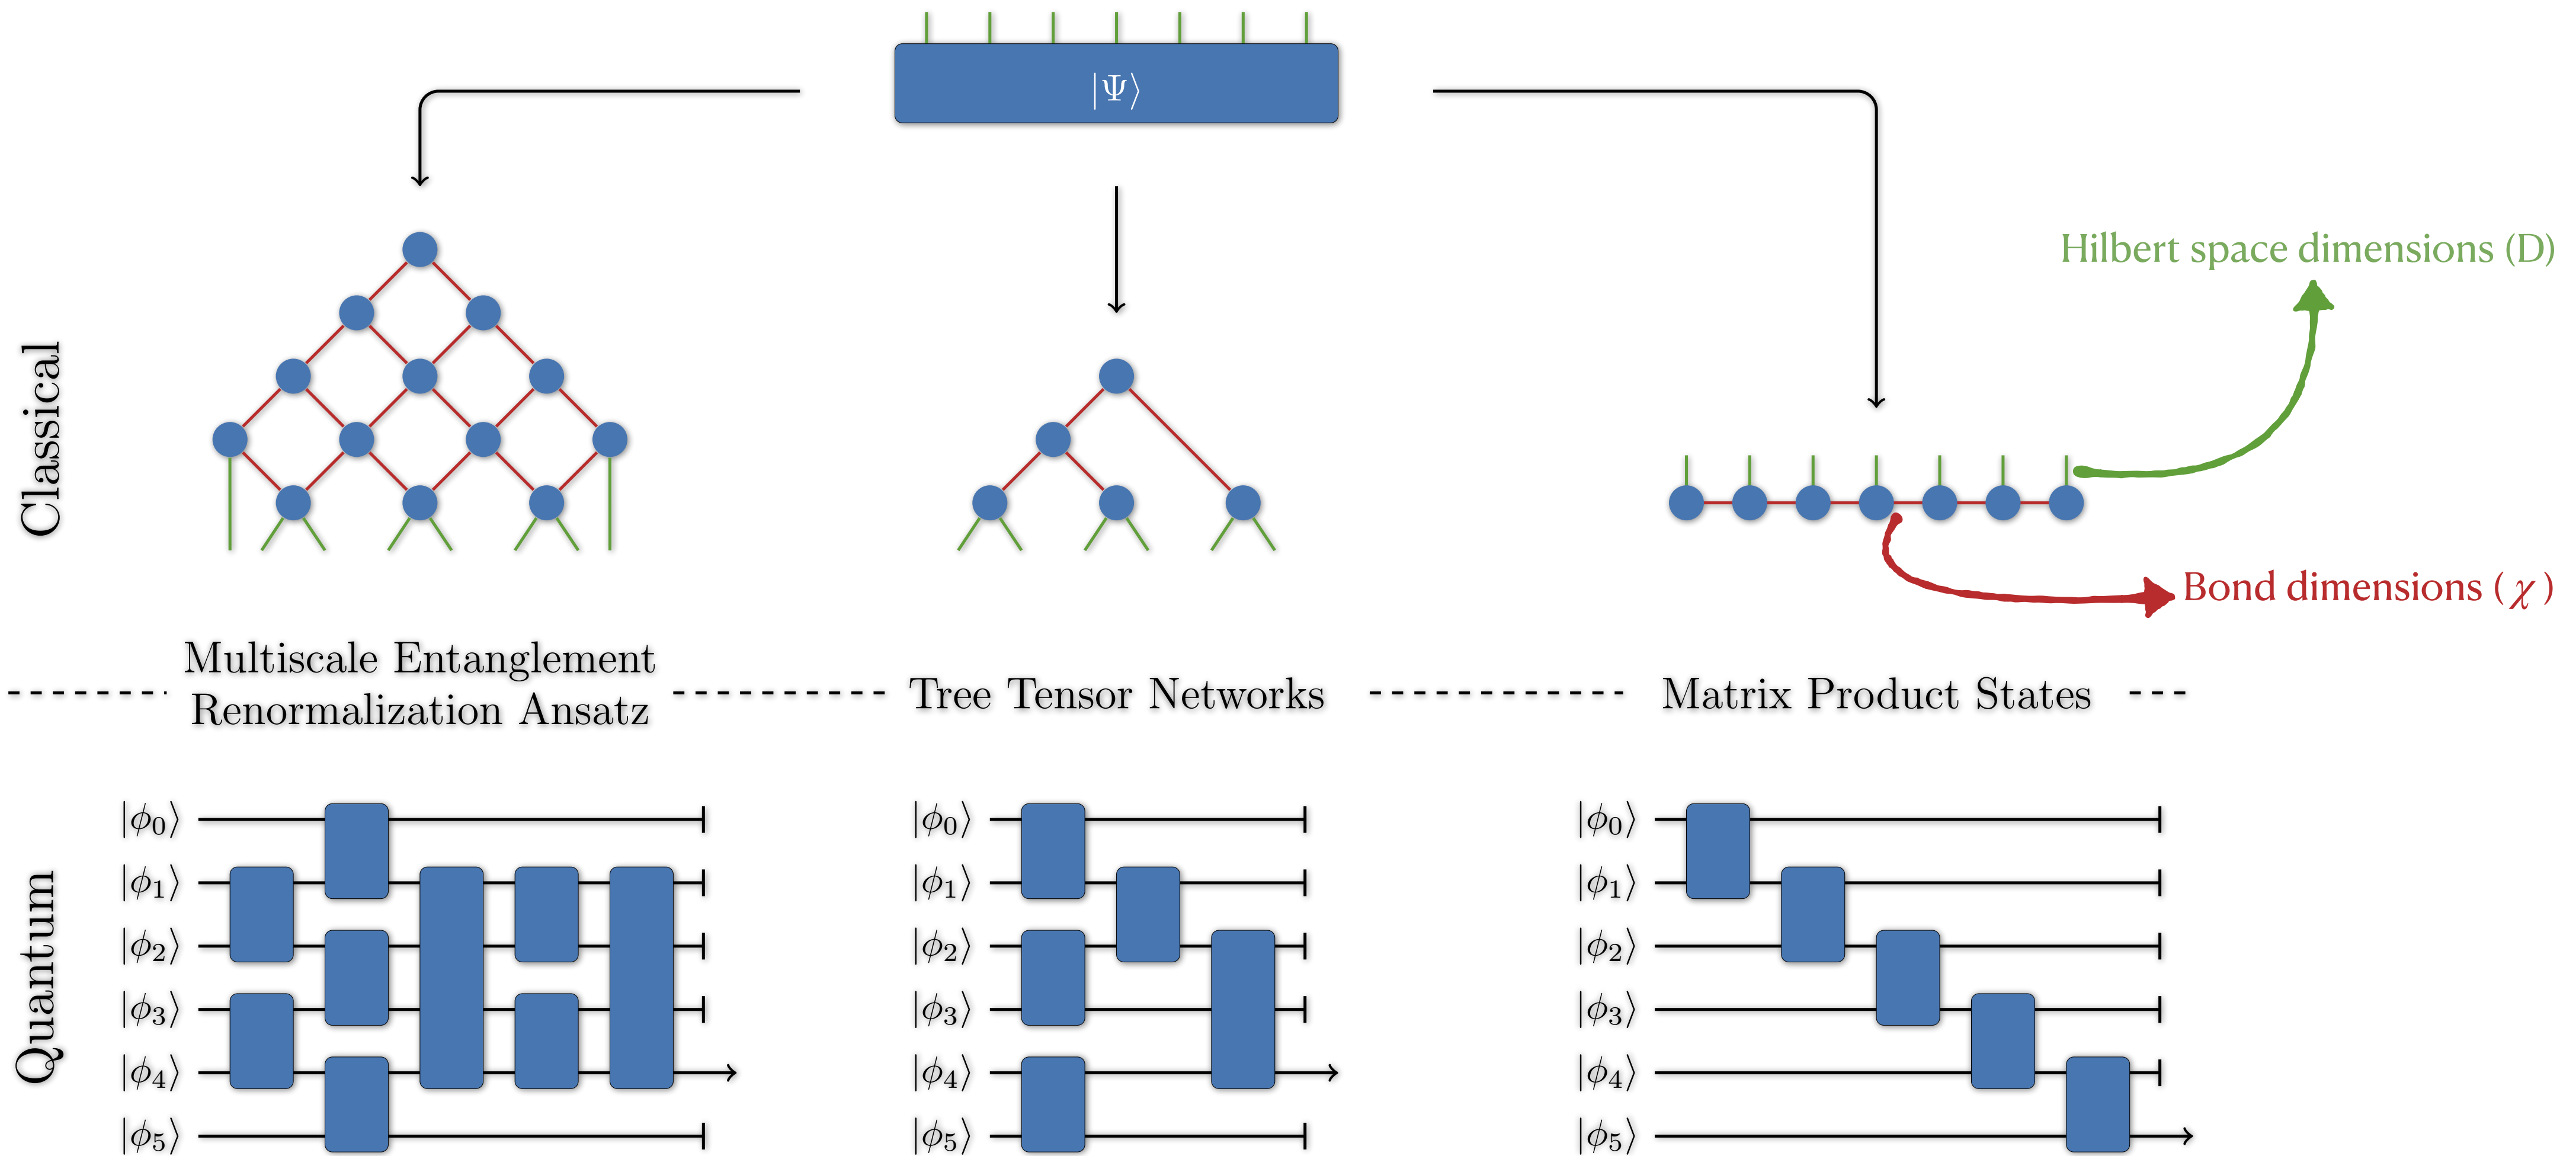 |Ψ⟩
Hilbert space dimensions (D)
Classical
Bond dimensions (χ)
Multiscale Entanglement
Renormalization Ansatz
Tree Tensor Networks
Matrix Product States
Quantum
|ϕ₀⟩
|ϕ₁⟩
|ϕ₂⟩
|ϕ₃⟩
|ϕ₄⟩
|ϕ₅⟩
|ϕ₀⟩
|ϕ₁⟩
|ϕ₂⟩
|ϕ₃⟩
|ϕ₄⟩
|ϕ₅⟩
|ϕ₀⟩
|ϕ₁⟩
|ϕ₂⟩
|ϕ₃⟩
|ϕ₄⟩
|ϕ₅⟩